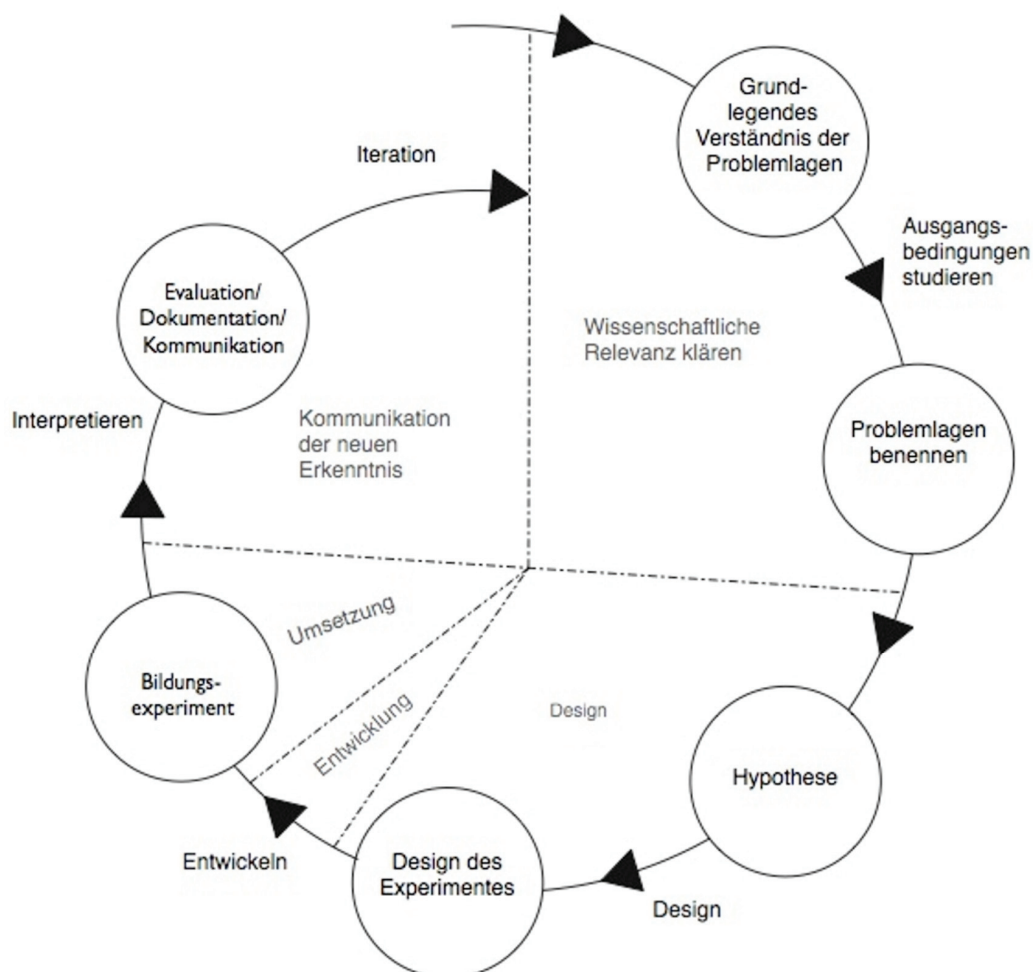 Grund-
legendes
Verständnis der
Problemlagen
Ausgangs-
bedingungen
studieren
Wissenschaftliche
Relevanz klären
Problemlagen
benennen
Hypothese
Design
Design
Design des
Experimentes
Entwickeln
Entwicklung
Bildungs-
experiment
Umsetzung
Interpretieren
Kommunikation
der neuen
Erkenntnis
Evaluation/
Dokumentation/
Kommunikation
Iteration